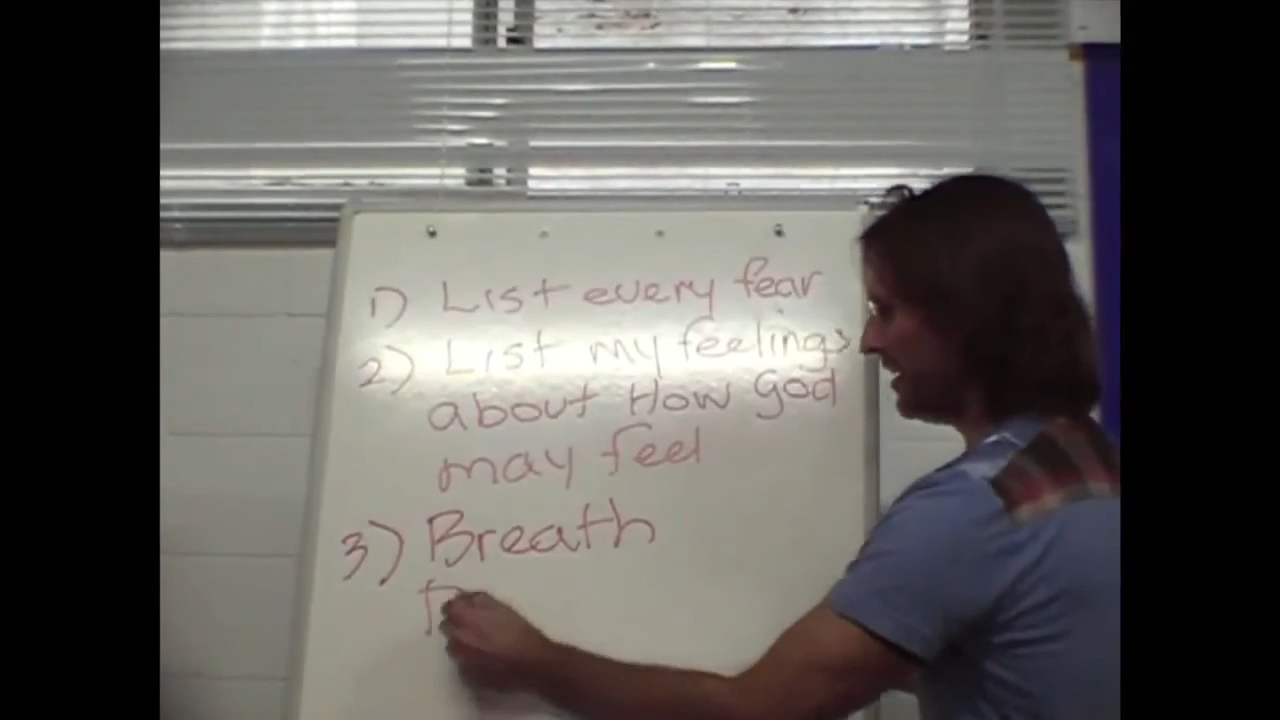 1) List every fear
2) List my feelings
about How god
may feel
3) Breath